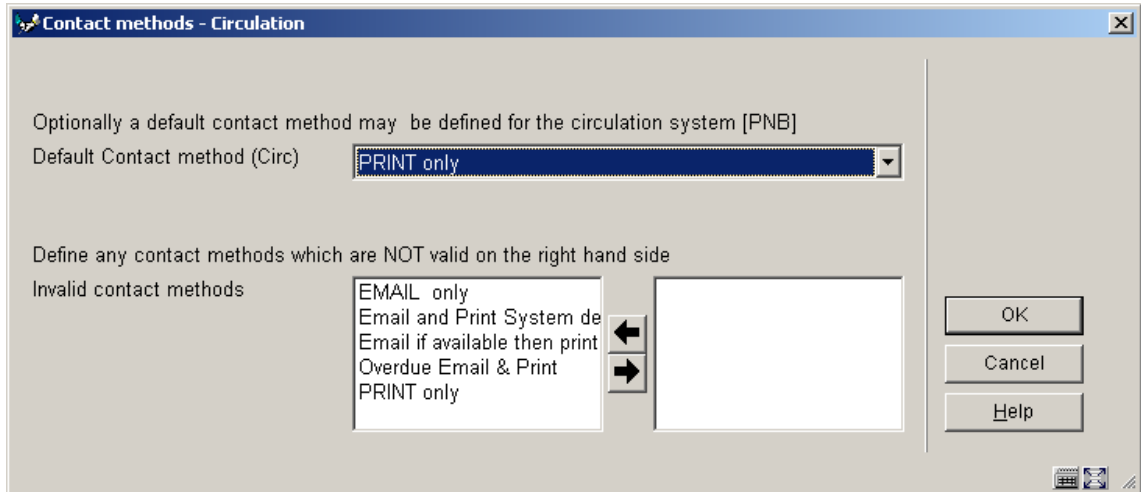 Contact methods - Circulation
Optionally a default contact method may be defined for the circulation system [PNB]
Default Contact method (Circ)
PRINT only
Define any contact methods which are NOT valid on the right hand side
Invalid contact methods
EMAIL only
Email and Print System de
Email if available then print
Overdue Email & Print
PRINT only
OK
Cancel
Help